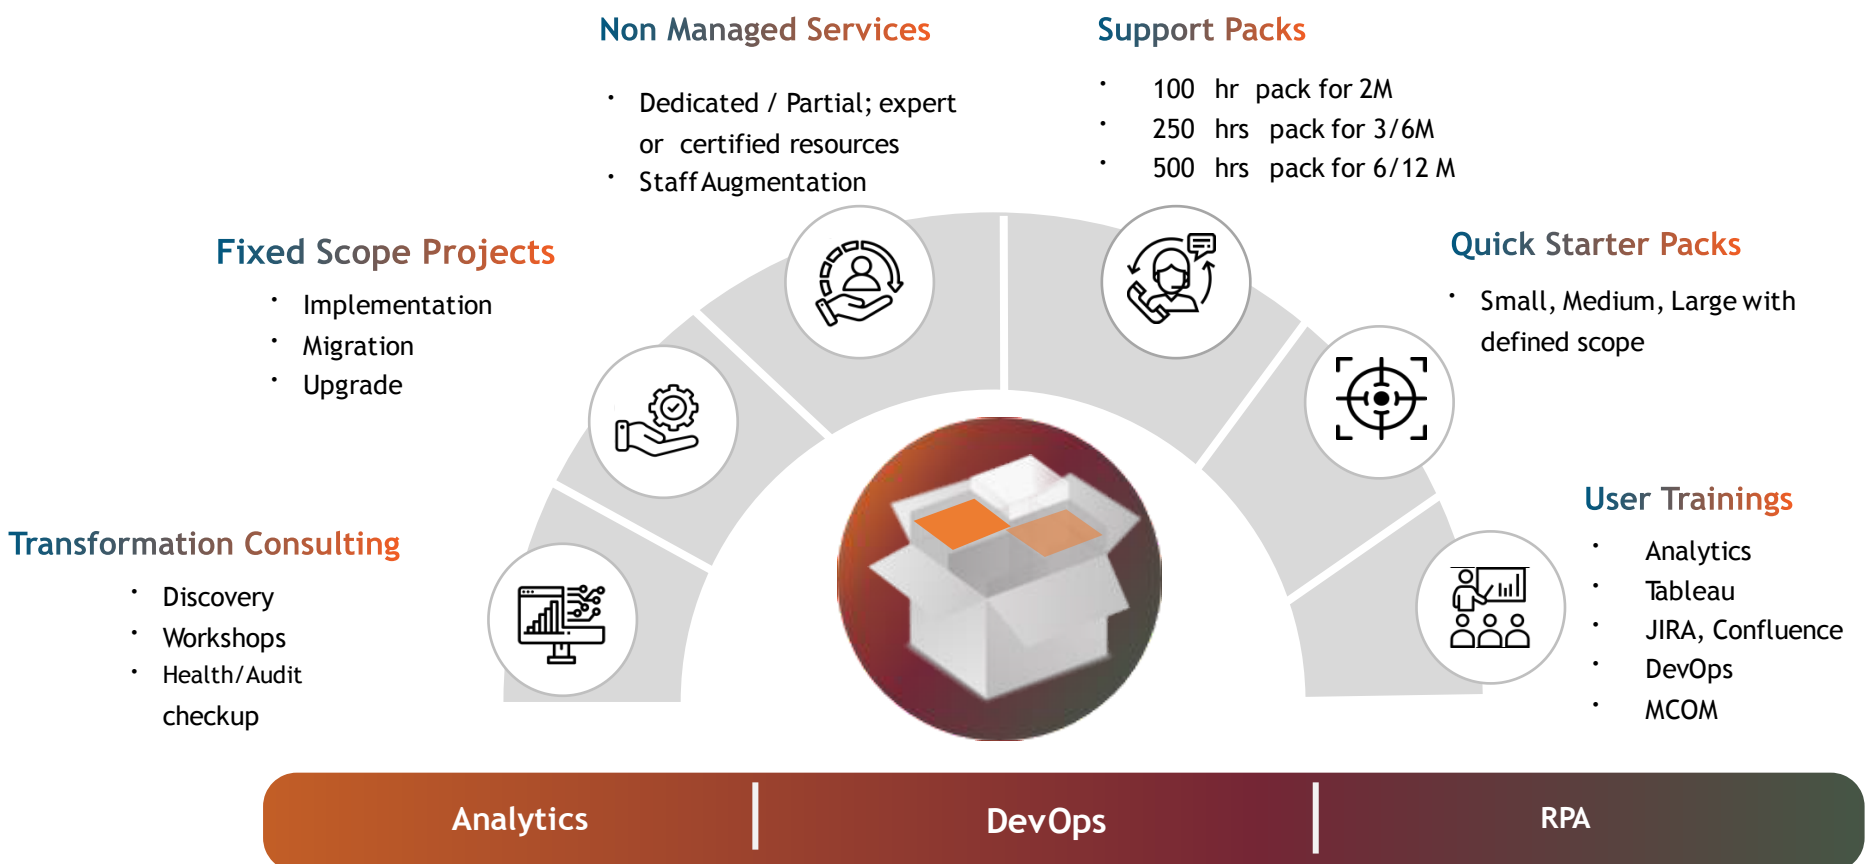 Non Managed Services
· Dedicated / Partial; expert
or certified resources
· Staff Augmentation
Support Packs
· 100 hr pack for 2M
· 250 hrs pack for 3/6M
· 500 hrs pack for 6/12 M
Fixed Scope Projects
· Implementation
· Migration
· Upgrade
Quick Starter Packs
· Small, Medium, Large with
defined scope
Transformation Consulting
· Discovery
· Workshops
· Health/Audit
checkup
User Trainings
· Analytics
· Tableau
· JIRA, Confluence
· DevOps
· MCOM
Analytics
DevOps
RPA